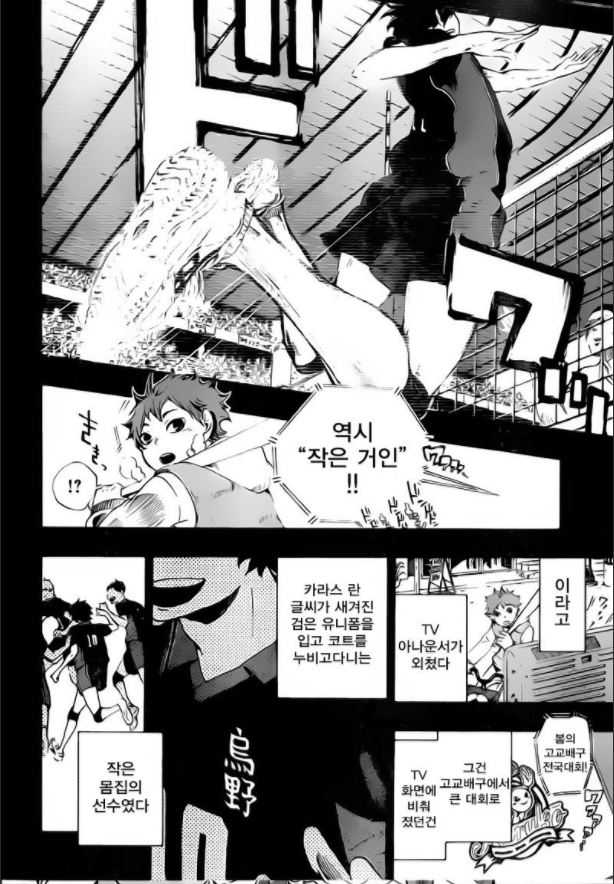 ド
ワ
역시
“작은 거인”
!!
!?
이라고
TV
아나운서가
외쳤다
봄의
고교배구
전국대회!
그건
고교배구에서
큰 대회로
TV
화면에
비춰
졌던건
카라스 란
글씨가 새겨진
검은 유니폼을
입고 코트를
누비고다니는
烏野
10
작은
몸집의
선수였다